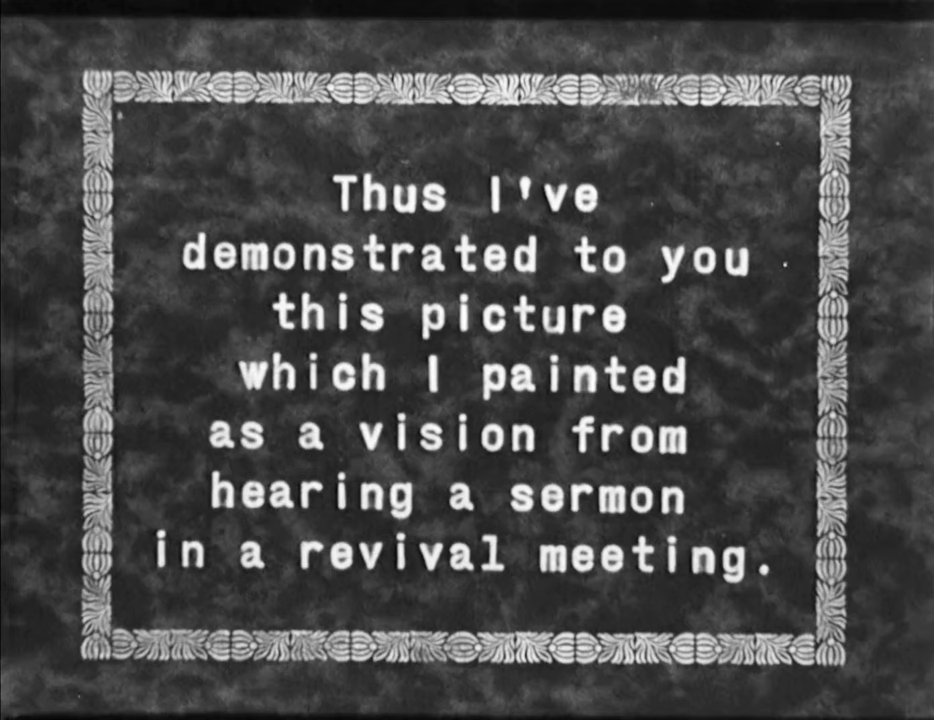 Thus I've
demonstrated to you
this picture
which I painted
as a vision from
hearing a sermon
in a revival meeting.